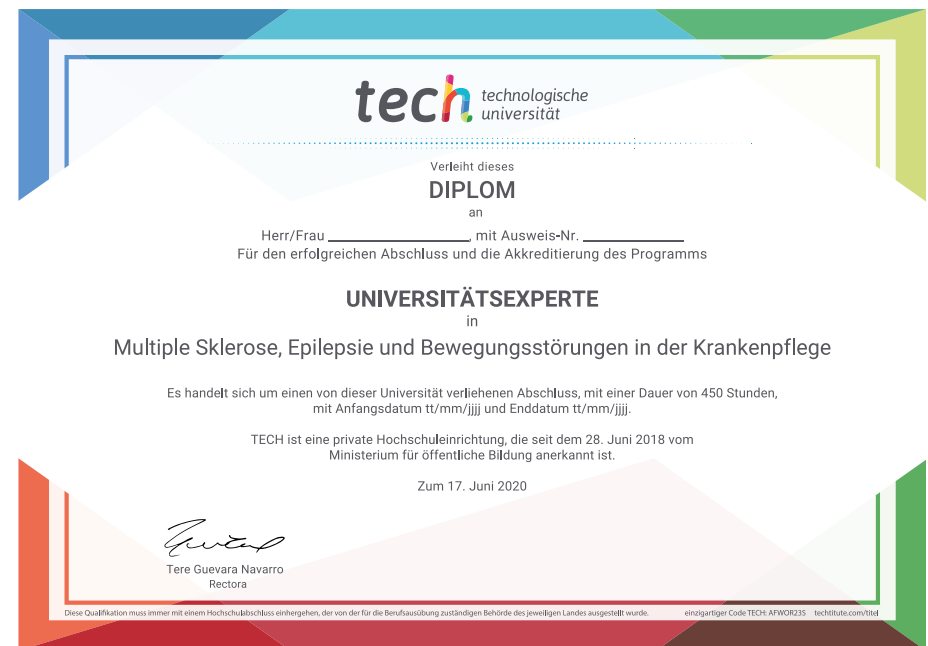 tech technologische
universität
Verleiht dieses
DIPLOM
an
Herr/Frau ____________, mit Ausweis-Nr. ____________
Für den erfolgreichen Abschluss und die Akkreditierung des Programms
UNIVERSITÄTSEXPERTE
in
Multiple Sklerose, Epilepsie und Bewegungsstörungen in der Krankenpflege
Es handelt sich um einen von dieser Universität verliehenen Abschluss, mit einer Dauer von 450 Stunden,
mit Anfangsdatum tt/mm/jjjj und Enddatum tt/mm/jjjj.
TECH ist eine private Hochschuleinrichtung, die seit dem 28. Juni 2018 vom
Ministerium für öffentliche Bildung anerkannt ist.
Zum 17. Juni 2020
Tere Guevara Navarro
Rectora
Diese Qualifikation muss immer mit einem Hochschulabschluss einhergehen, der von der für die Berufsausübung zuständigen Behörde des jeweiligen Landes ausgestellt wurde. einzigartiger Code TECH: AFWOR235 techtitute.com/titel